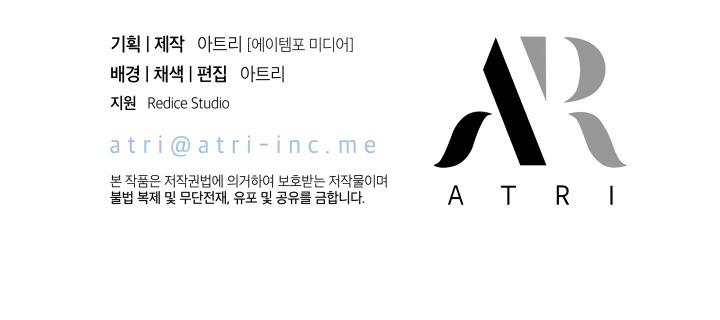 기획 | 제작 아트리 [에이템포 미디어]
배경 | 채색 | 편집 아트리
지원 Redice Studio
atri@atri-inc.me
본 작품은 저작권법에 의거하여 보호받는 저작물이며
불법 복제 및 무단전재, 유포 및 공유를 금합니다.
AR
ATRI